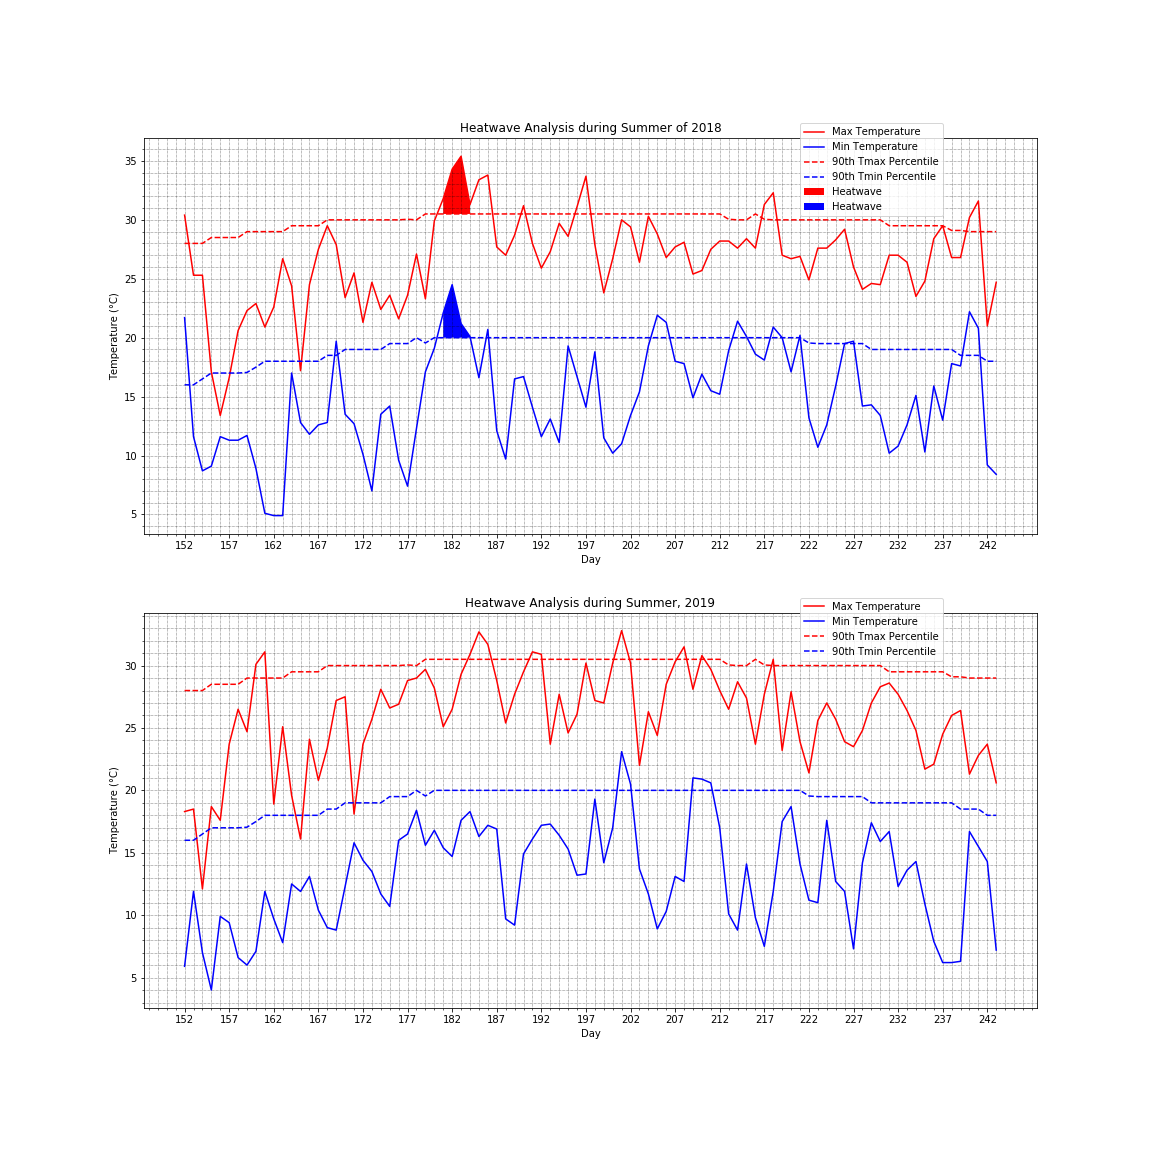 Heatwave Analysis during Summer of 2018
Max Temperature
Min Temperature
90th Tmax Percentile
90th Tmin Percentile
Heatwave
Heatwave
Temperature (°C)
35
30
25
20
15
10
5
152 157 162 167 172 177 182 187 192 197 202 207 212 217 222 227 232 237 242
Day
Heatwave Analysis during Summer, 2019
Max Temperature
Min Temperature
90th Tmax Percentile
90th Tmin Percentile
Temperature (°C)
30
25
20
15
10
5
152 157 162 167 172 177 182 187 192 197 202 207 212 217 222 227 232 237 242
Day